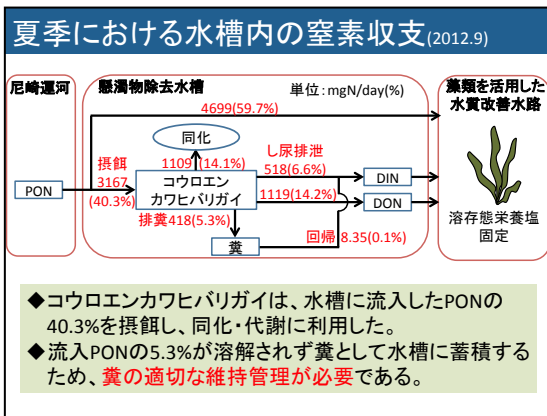 夏季における水槽内の窒素収支(2012.9)
尼崎運河
懸濁物除去水槽
単位：mgN/day(%)
藻類を活用した
水質改善水路
4699(59.7%)
同化
摂餌
3167
(40.3%)
1109 (14.1%)
し尿排泄
518(6.6%)
PON
コウロエン
カワヒバリガイ
DIN
1119(14.2%)
DON
排糞418(5.3%)
糞
回帰 8.35(0.1%)
溶存態栄養塩
固定
◆コウロエンカワヒバリガイは、水槽に流入したPONの
40.3%を摂餌し、同化・代謝に利用した。
◆流入PONの5.3%が溶解されず糞として水槽に蓄積する
ため、糞の適切な維持管理が必要である。